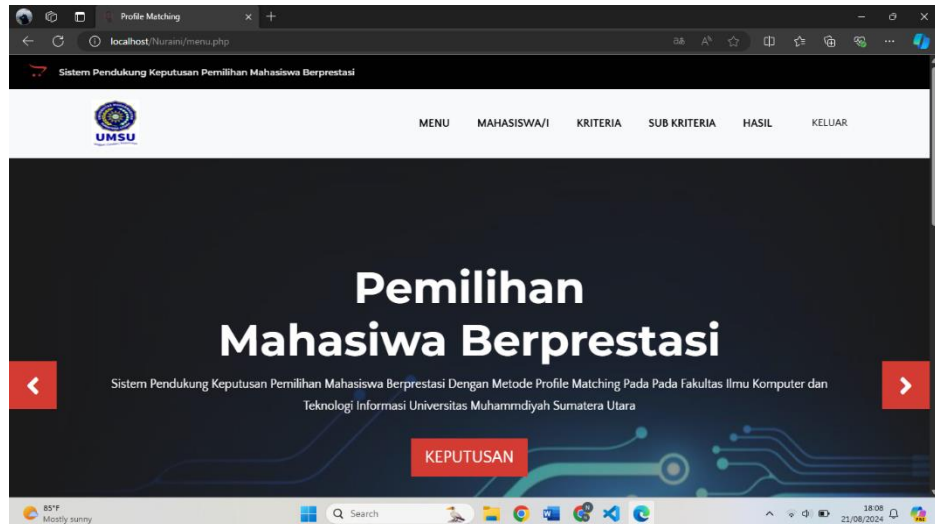 Profile Matching
localhost/Nuraini/menu.php
Sistem Pendukung Keputusan Pemilihan Mahasiswa Berprestasi
UMSU
MENU MAHASISWA/I KRITERIA SUB KRITERIA HASIL KELUAR
Pemilihan
Mahasiwa Berprestasi
Sistem Pendukung Keputusan Pemilihan Mahasiswa Berprestasi Dengan Metode Profile Matching Pada Pada Fakultas Ilmu Komputer dan
Teknologi Informasi Universitas Muhammdiyah Sumatera Utara
KEPUTUSAN
85°F
Mostly sunny
Search
18:08
21/08/2024